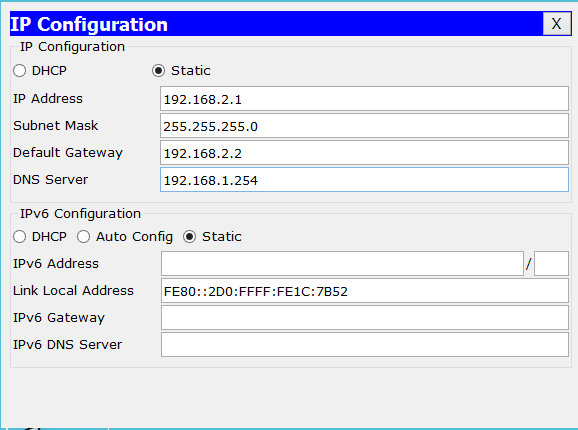 IP Configuration X
IP Configuration
DHCP Static
IP Address 192.168.2.1
Subnet Mask 255.255.255.0
Default Gateway 192.168.2.2
DNS Server 192.168.1.254
IPv6 Configuration
DHCP Auto Config Static
IPv6 Address /
Link Local Address FE80::2D0:FFFF:FE1C:7B52
IPv6 Gateway
IPv6 DNS Server